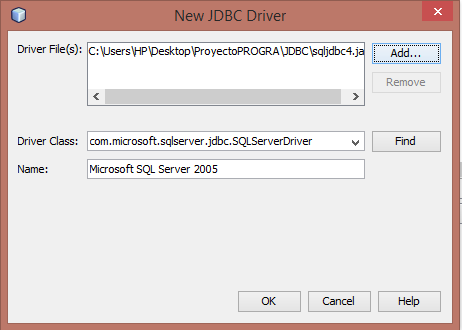 New JDBC Driver
Driver File(s):
C:\Users\HP\Desktop\ProyectoPROGRA\JDBC\sqljdbc4.ja
Add...
Remove
Driver Class:
com.microsoft.sqlserver.jdbc.SQLServerDriver
Find
Name:
Microsoft SQL Server 2005
OK
Cancel
Help